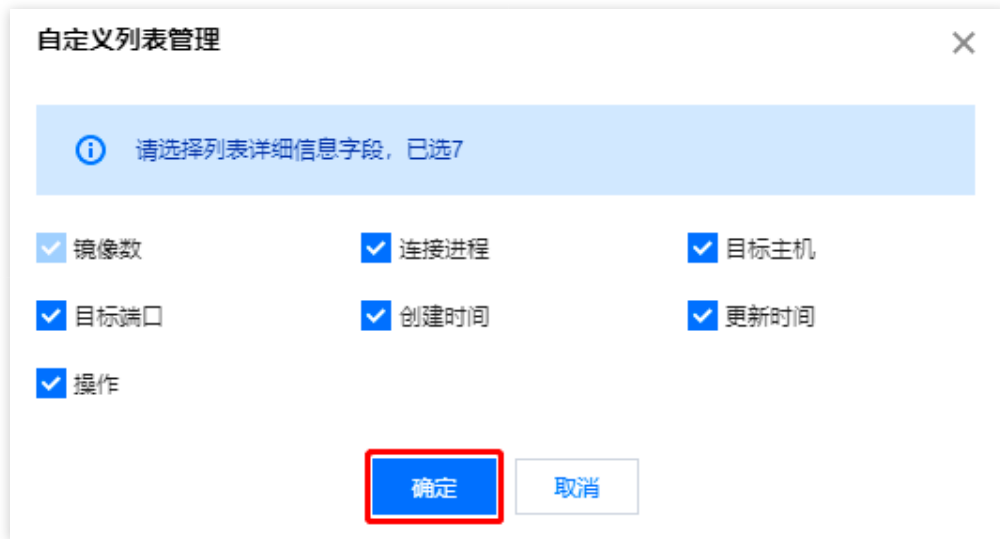 自定义列表管理
请选择列表详细信息字段，已选7
镜像数 连接进程 目标主机
目标端口 创建时间 更新时间
操作
确定 取消